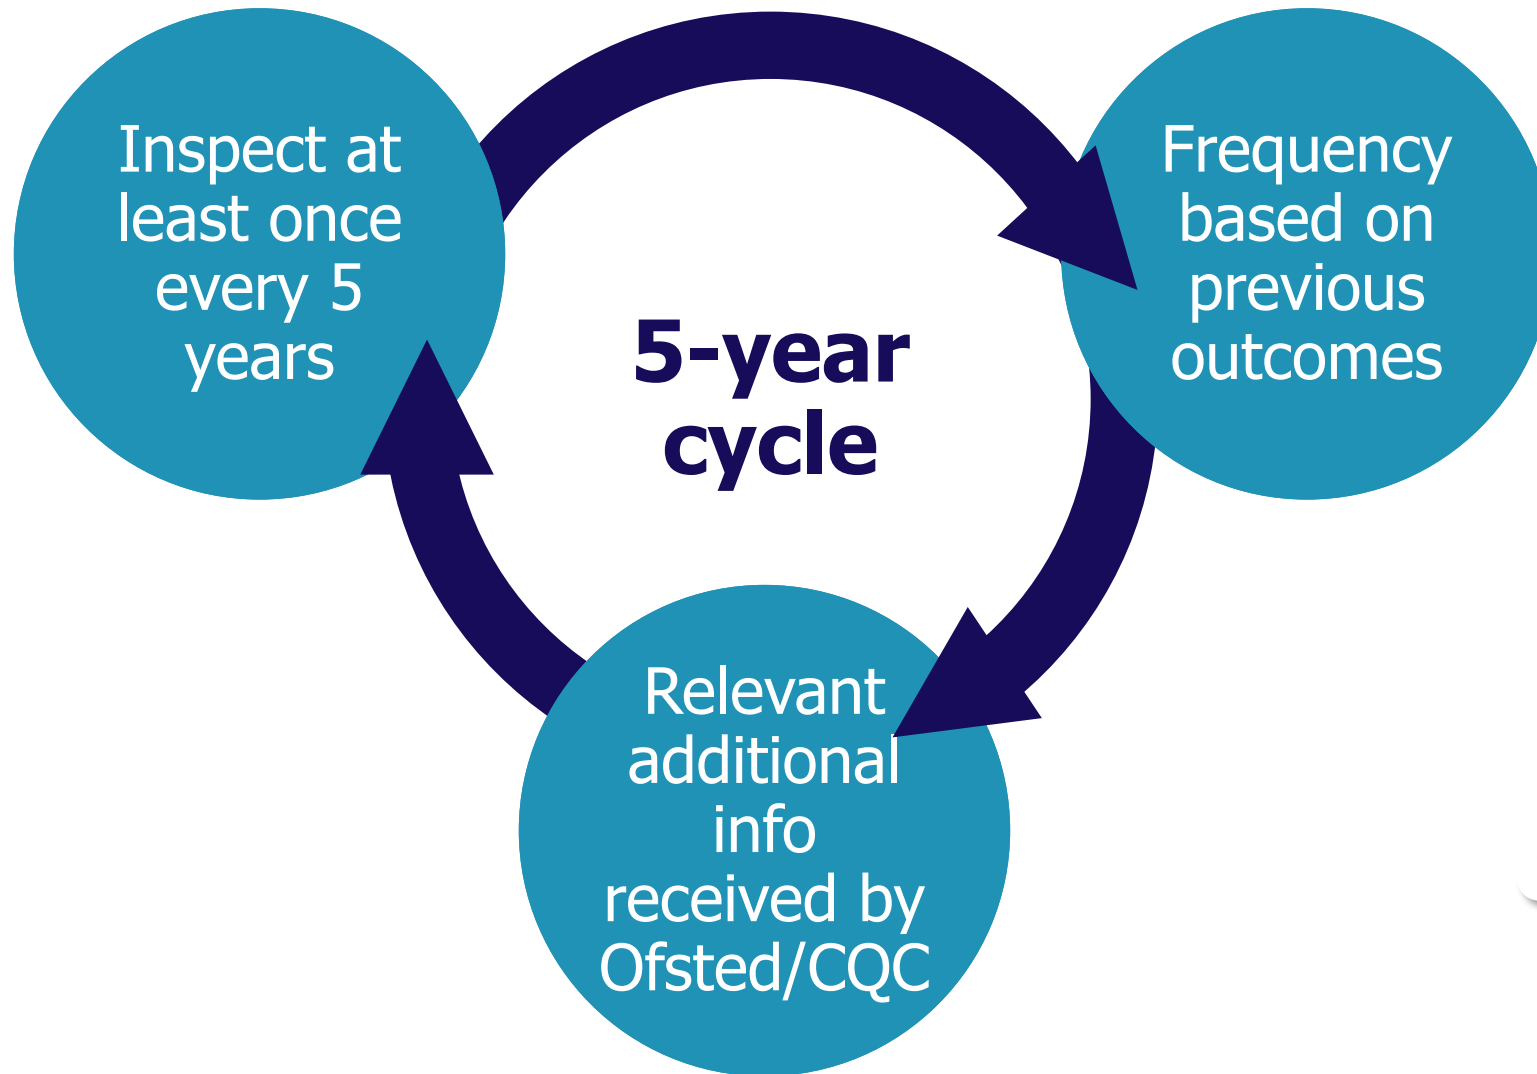 Inspect at
least once
every 5
years
Frequency
based on
previous
outcomes
5-year
cycle
Relevant
additional
info
received by
Ofsted/CQC